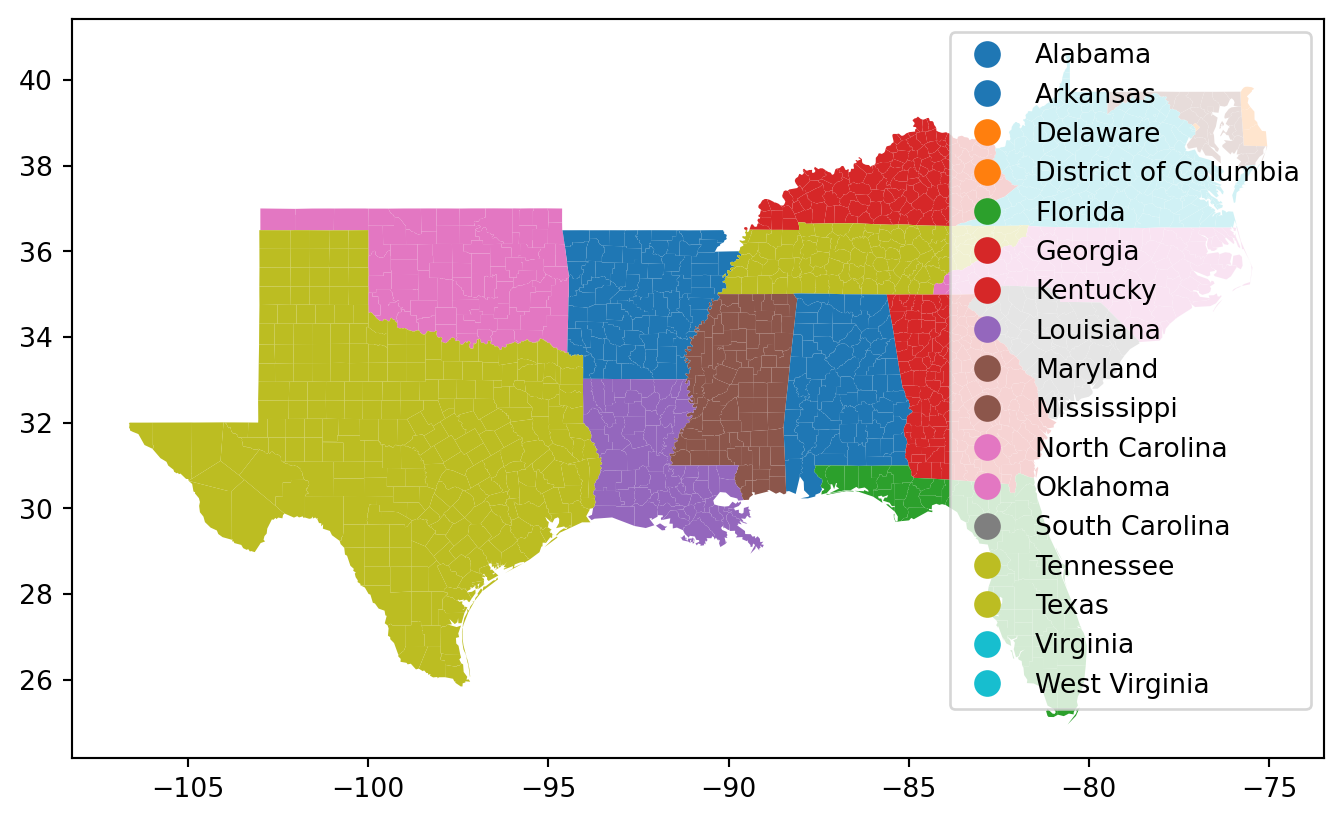 40
38
36
34
32
30
28
26
−105
−100
−95
−90
−85
−80
−75
Alabama
Arkansas
Delaware
District of Columbia
Florida
Georgia
Kentucky
Louisiana
Maryland
Mississippi
North Carolina
Oklahoma
South Carolina
Tennessee
Texas
Virginia
West Virginia